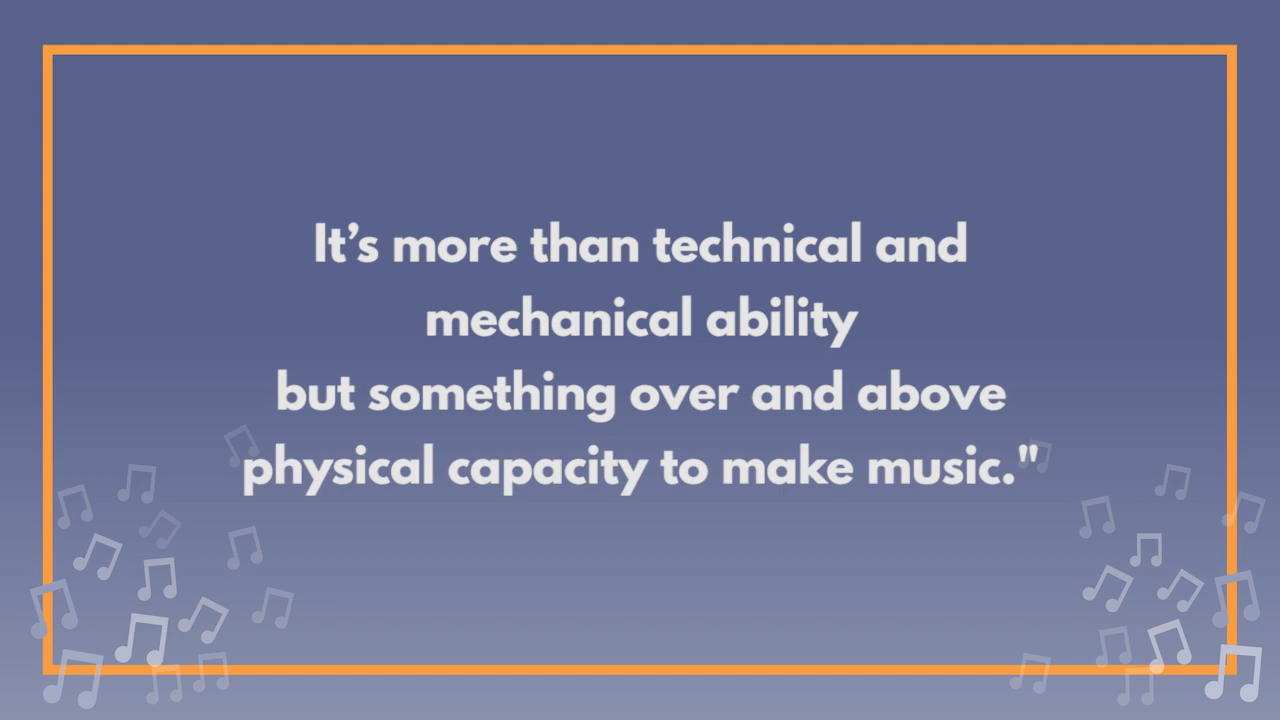 It’s more than technical and
mechanical ability
but something over and above
physical capacity to make music."